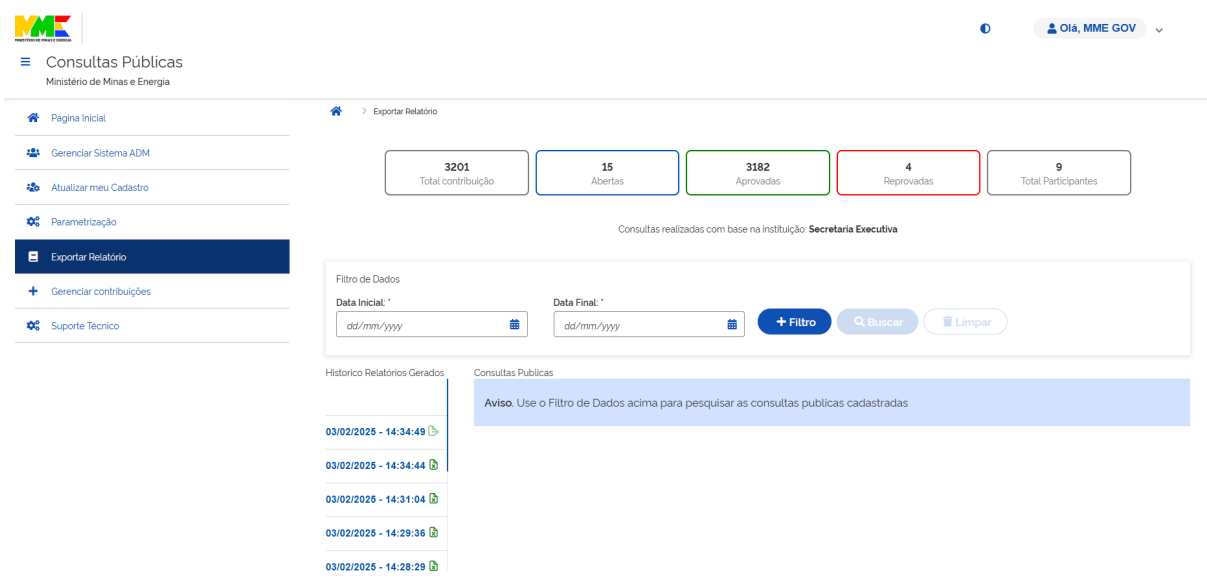 MME
MINISTÉRIO DE MINAS E ENERGIA
Olá, MME GOV
Consultas Públicas
Ministério de Minas e Energia
Página Inicial
Gerenciar Sistema ADM
Atualizar meu Cadastro
Parametrização
Exportar Relatório
Gerenciar contribuições
Suporte Técnico
Exportar Relatório
3201
Total contribuição
15
Abertas
3182
Aprovadas
4
Reprovadas
9
Total Participantes
Consultas realizadas com base na instituição: Secretaria Executiva
Filtro de Dados
Data Inicial: *
dd/mm/yyyy
Data Final: *
dd/mm/yyyy
+ Filtro
Buscar
Limpar
Historico Relatórios Gerados
03/02/2025 - 14:34:49
03/02/2025 - 14:34:44
03/02/2025 - 14:31:04
03/02/2025 - 14:29:36
03/02/2025 - 14:28:29
Consultas Publicas
Aviso. Use o Filtro de Dados acima para pesquisar as consultas publicas cadastradas